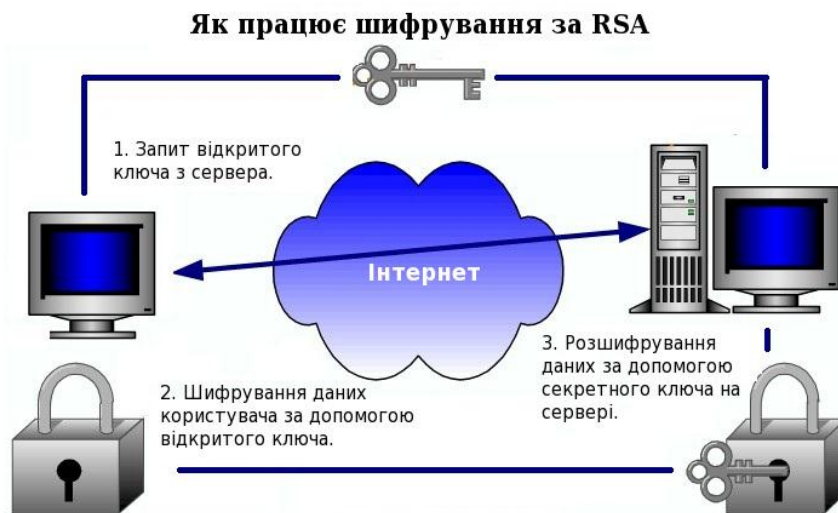 Як працює шифрування за RSA
1. Запит відкритого
ключа з сервера.
Інтернет
2. Шифрування даних
користувача за допомогою
відкритого ключа.
3. Розшифрування
даних за допомогою
секретного ключа на
сервері.